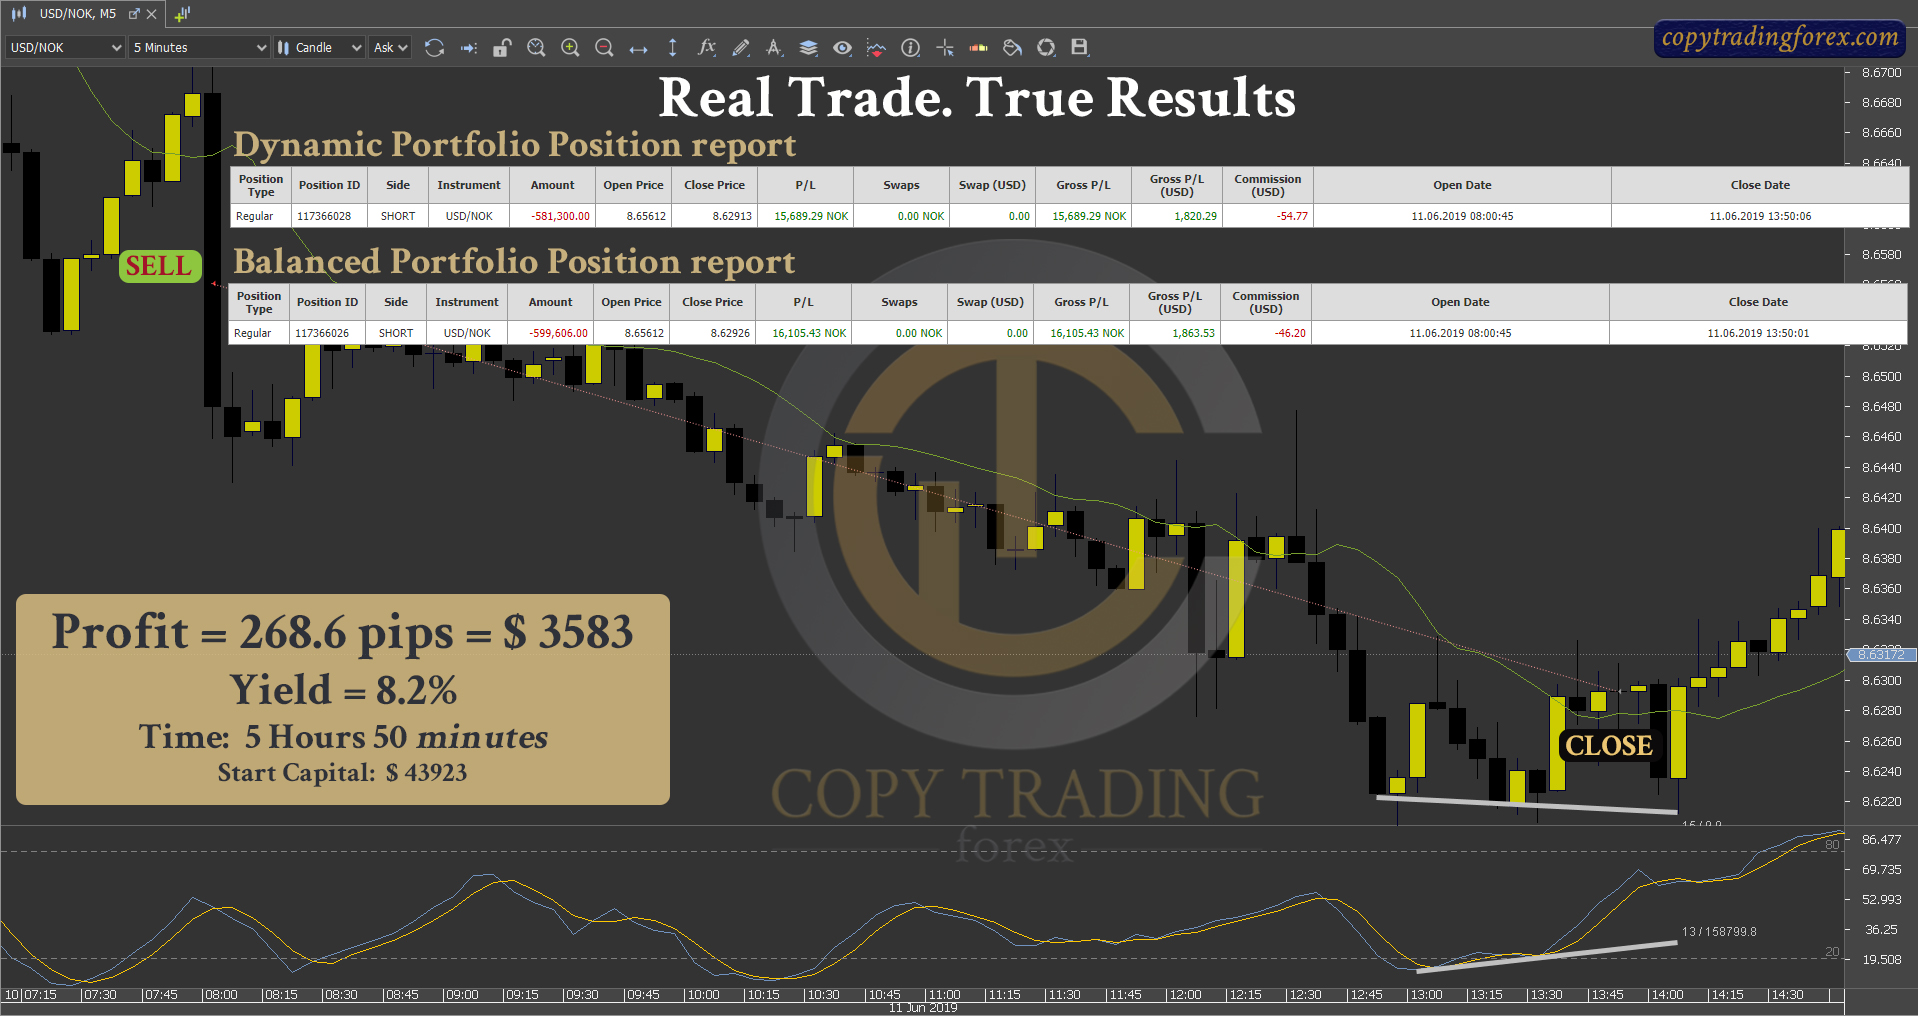 USD/NOK, M5
USD/NOK 5 Minutes Candle Ask
copytradingforex.com
Real Trade. True Results
Dynamic Portfolio Position report
Position Type Position ID Side Instrument Amount Open Price Close Price P/L Swaps Swap (USD) Gross P/L Gross P/L (USD) Commission (USD) Open Date Close Date
Regular 117366028 SHORT USD/NOK -581,300.00 8.65612 8.62913 15,689.29 NOK 0.00 NOK 0.00 15,689.29 NOK 1,820.29 -54.77 11.06.2019 08:00:45 11.06.2019 13:50:06
SELL
Balanced Portfolio Position report
Position Type Position ID Side Instrument Amount Open Price Close Price P/L Swaps Swap (USD) Gross P/L Gross P/L (USD) Commission (USD) Open Date Close Date
Regular 117366026 SHORT USD/NOK -599,606.00 8.65612 8.62926 16,105.43 NOK 0.00 NOK 0.00 16,105.43 NOK 1,863.53 -46.20 11.06.2019 08:00:45 11.06.2019 13:50:01
Profit = 268.6 pips = $ 3583
Yield = 8.2%
Time: 5 Hours 50 minutes
Start Capital: $ 43923
CLOSE
COPY TRADING
forex
8.6700
8.6680
8.6660
8.6640
8.6580
8.6520
8.6500
8.6480
8.6460
8.6440
8.6420
8.6400
8.6380
8.6360
8.6340
8.63172
8.6300
8.6280
8.6260
8.6240
8.6220
86.477
80
69.735
52.993
36.25
13 / 158799.8
20
19.508
10 07:15 07:30 07:45 08:00 08:15 08:30 08:45 09:00 09:15 09:30 09:45 10:00 10:15 10:30 10:45 11:00 11:15 11:30 11:45 12:00 12:15 12:30 12:45 13:00 13:15 13:30 13:45 14:00 14:15 14:30
11 Jun 2019